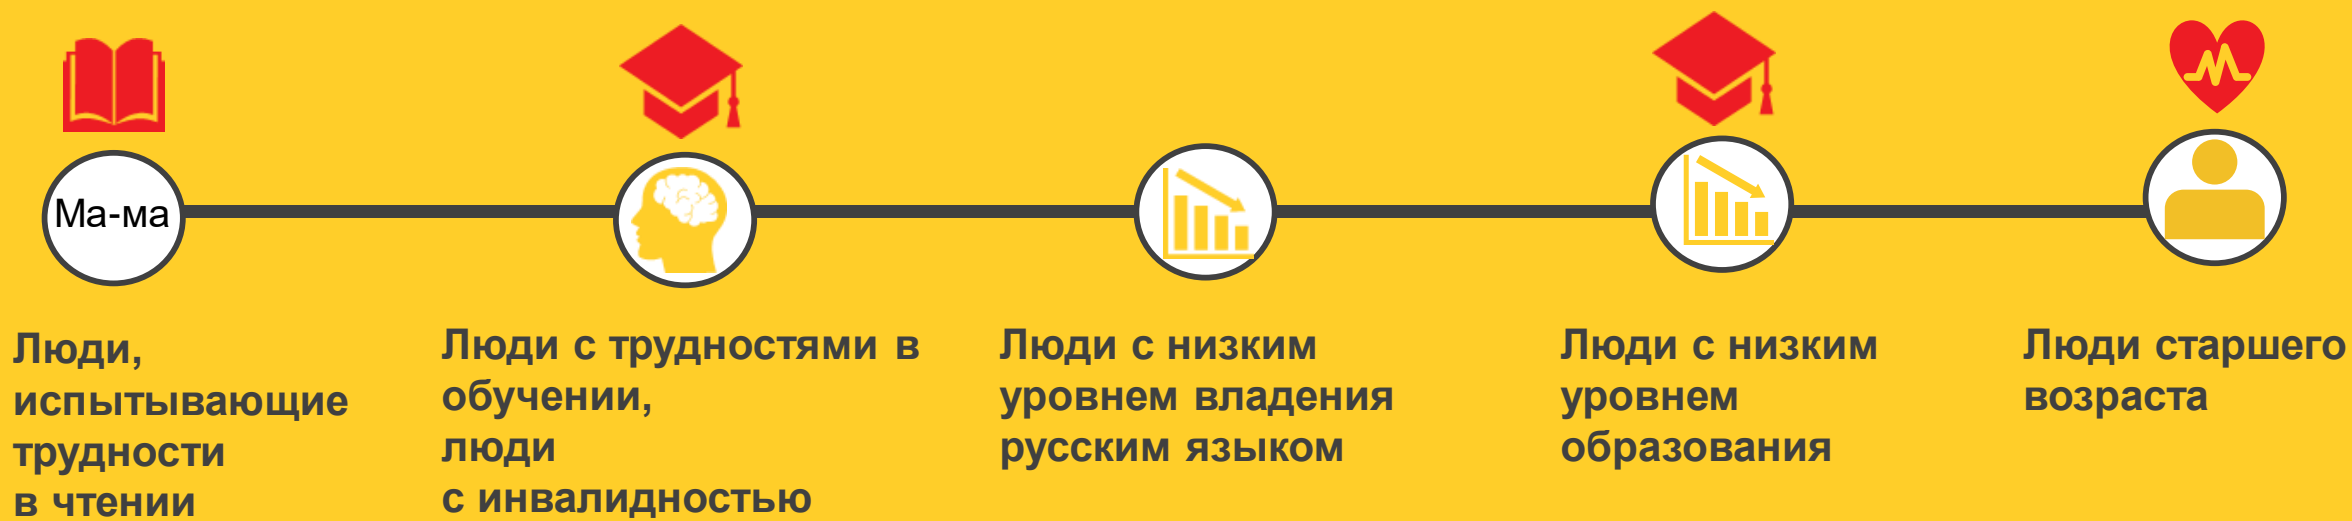 Ма-ма
Люди,
испытывающие
трудности
в чтении
Люди с трудностями в
обучении,
люди
с инвалидностью
Люди с низким
уровнем владения
русским языком
Люди с низким
уровнем
образования
Люди старшего
возраста